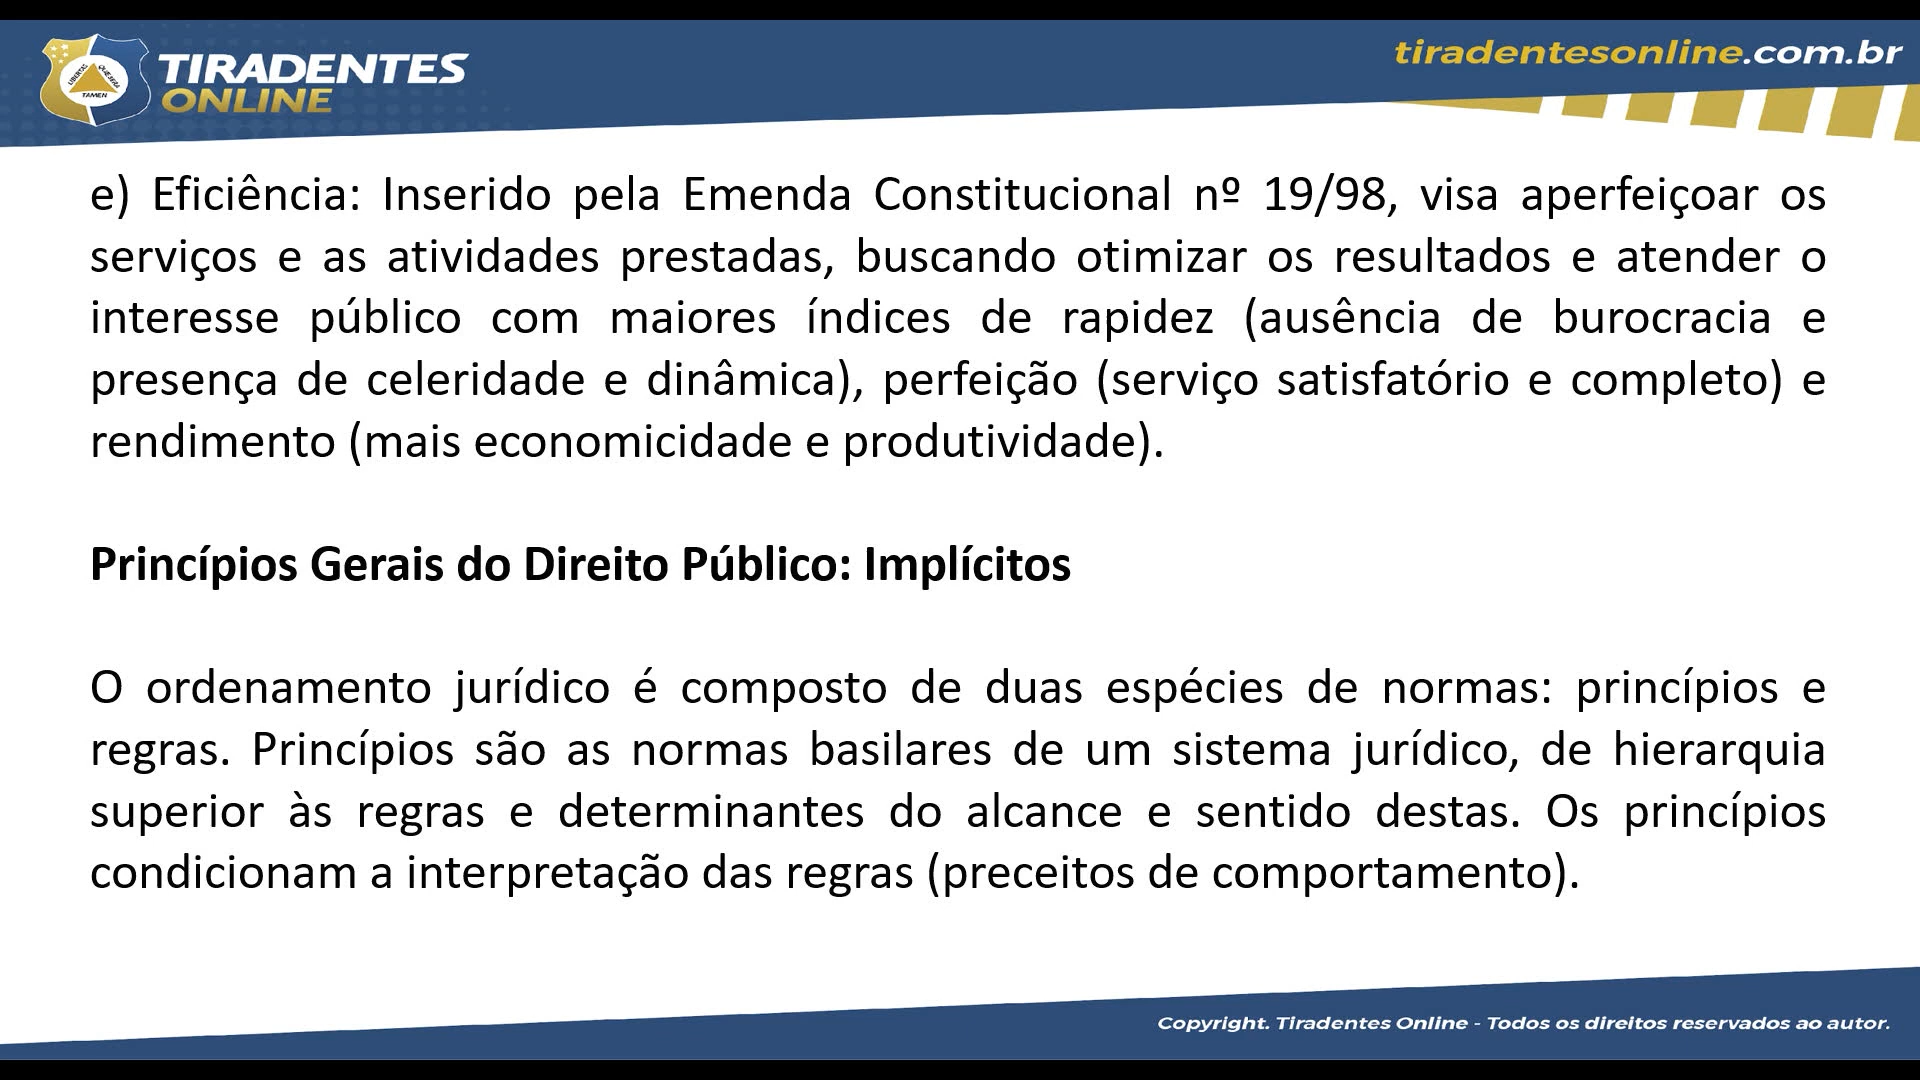 TIRADENTES
ONLINE
LIBERTAS
QUÆ SERA
TAMEN
tiradentesonline.com.br
e) Eficiência: Inserido pela Emenda Constitucional nº 19/98, visa aperfeiçoar os
serviços e as atividades prestadas, buscando otimizar os resultados e atender o
interesse público com maiores índices de rapidez (ausência de burocracia e
presença de celeridade e dinâmica), perfeição (serviço satisfatório e completo) e
rendimento (mais economicidade e produtividade).
Princípios Gerais do Direito Público: Implícitos
O ordenamento jurídico é composto de duas espécies de normas: princípios e
regras. Princípios são as normas basilares de um sistema jurídico, de hierarquia
superior às regras e determinantes do alcance e sentido destas. Os princípios
condicionam a interpretação das regras (preceitos de comportamento).
Copyright. Tiradentes Online - Todos os direitos reservados ao autor.